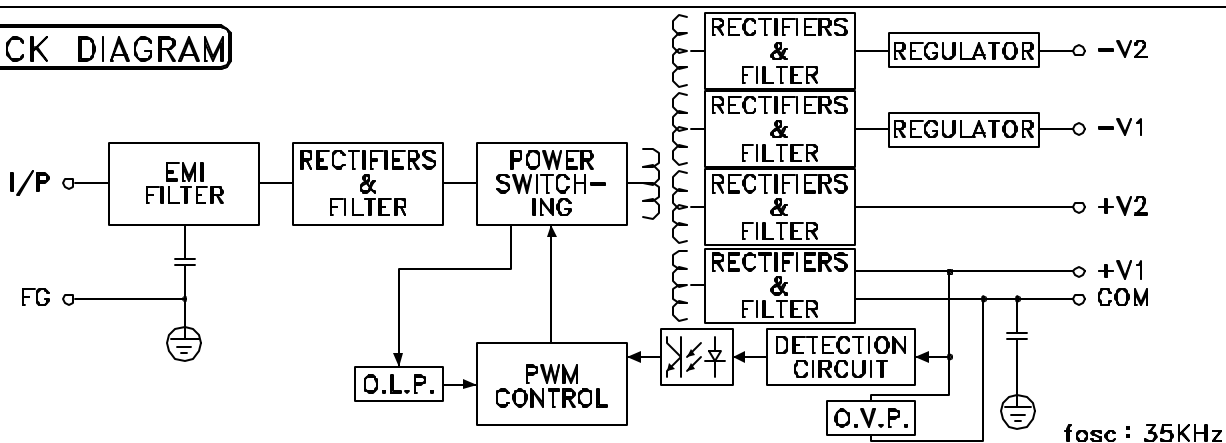 CK DIAGRAM
RECTIFIERS
&
FILTER
REGULATOR
-V2
RECTIFIERS
&
FILTER
REGULATOR
-V1
I/P
EMI
FILTER
RECTIFIERS
&
FILTER
POWER
SWITCH-
ING
RECTIFIERS
&
FILTER
+V2
RECTIFIERS
&
FILTER
+V1
COM
FG
O.L.P.
PWM
CONTROL
DETECTION
CIRCUIT
O.V.P.
fosc : 35KHz